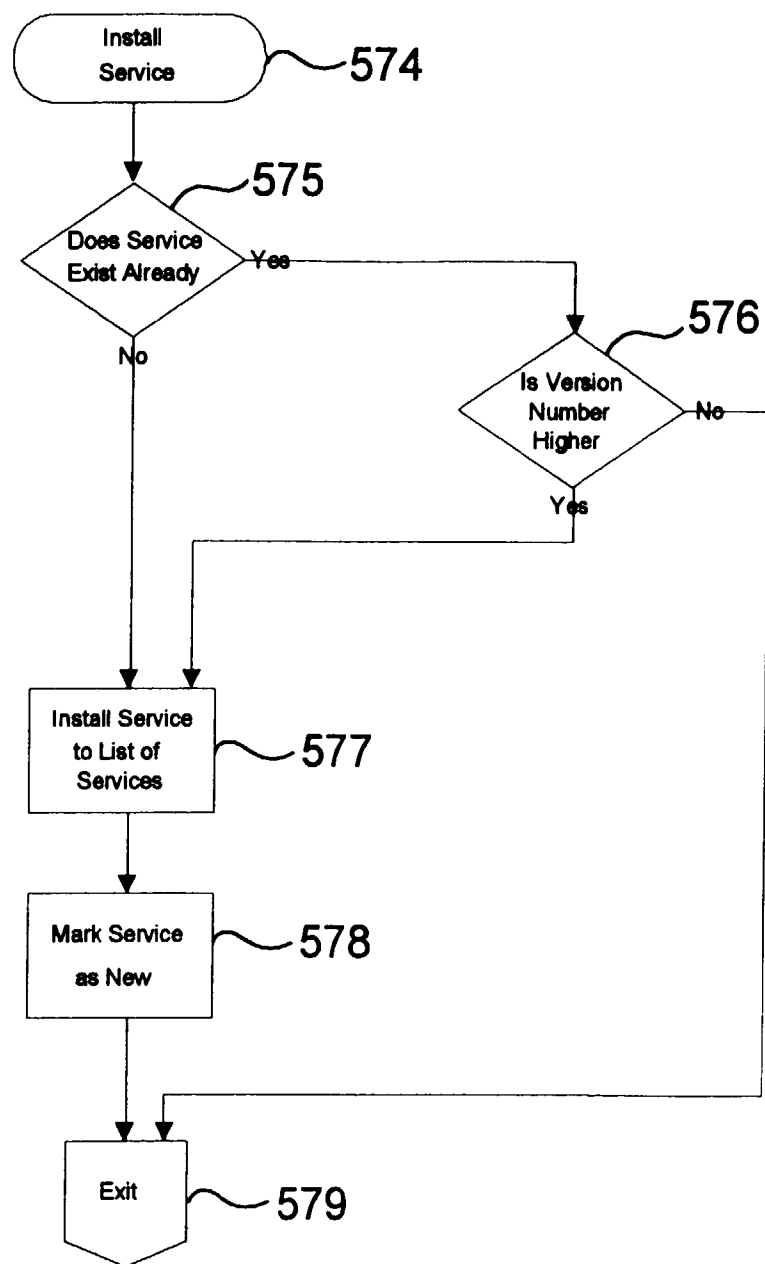 Install
Service
574
575
Does Service
Exist Already
Yes
No
576
Is Version
Number
Higher
No
Yes
Install Service
to List of
Services
577
Mark Service
as New
578
Exit
579